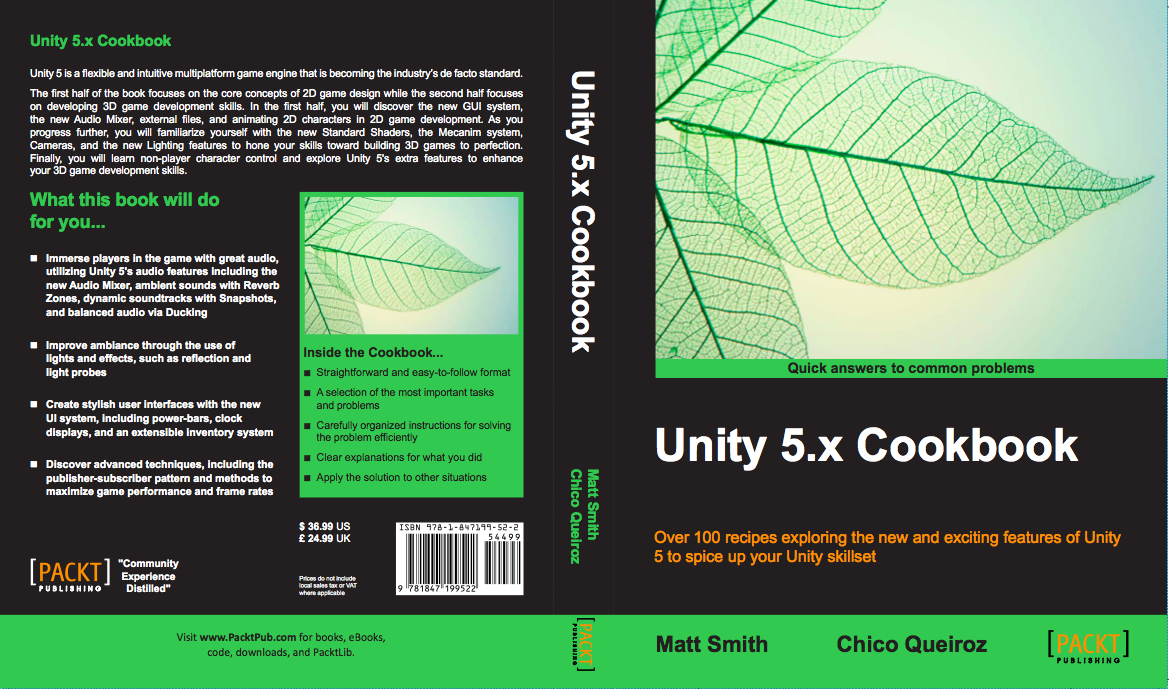 Unity 5.x Cookbook
Unity 5 is a flexible and intuitive multiplatform game engine that is becoming the industry's de facto standard.
The first half of the book focuses on the core concepts of 2D game design while the second half focuses
on developing 3D game development skills. In the first half, you will discover the new GUI system,
the new Audio Mixer, external files, and animating 2D characters in 2D game development. As you
progress further, you will familiarize yourself with the new Standard Shaders, the Mecanim system,
Cameras, and the new Lighting features to hone your skills toward building 3D games to perfection.
Finally, you will learn non-player character control and explore Unity 5's extra features to enhance
your 3D game development skills.
What this book will do
for you...
■ Immerse players in the game with great audio,
utilizing Unity 5's audio features including the
new Audio Mixer, ambient sounds with Reverb
Zones, dynamic soundtracks with Snapshots,
and balanced audio via Ducking
■ Improve ambiance through the use of
lights and effects, such as reflection and
light probes
■ Create stylish user interfaces with the new
UI system, including power-bars, clock
displays, and an extensible inventory system
■ Discover advanced techniques, including the
publisher-subscriber pattern and methods to
maximize game performance and frame rates
Inside the Cookbook...
■ Straightforward and easy-to-follow format
■ A selection of the most important tasks
and problems
■ Carefully organized instructions for solving
the problem efficiently
■ Clear explanations for what you did
■ Apply the solution to other situations
$ 36.99 US
£ 24.99 UK
Prices do not include
local sales tax or VAT
where applicable
ISBN 978-1-847199-52-2
54499
9 781847 199522
[PACKT]
PUBLISHING
"Community
Experience
Distilled"
Visit www.PacktPub.com for books, eBooks,
code, downloads, and PacktLib.
Unity 5.x Cookbook
Matt Smith
Chico Queiroz
[PACKT]
PUBLISHING
Quick answers to common problems
Unity 5.x Cookbook
Over 100 recipes exploring the new and exciting features of Unity
5 to spice up your Unity skillset
Matt Smith
Chico Queiroz
[PACKT]
PUBLISHING